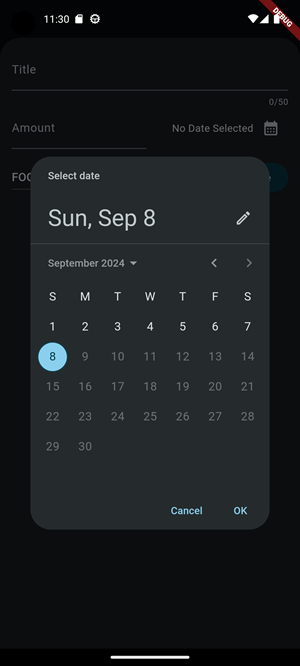 11:30
DEBUG
Title
0/50
Amount
No Date Selected
FOO
Select date
Sun, Sep 8
September 2024
S M T W T F S
1 2 3 4 5 6 7
8 9 10 11 12 13 14
15 16 17 18 19 20 21
22 23 24 25 26 27 28
29 30
Cancel OK